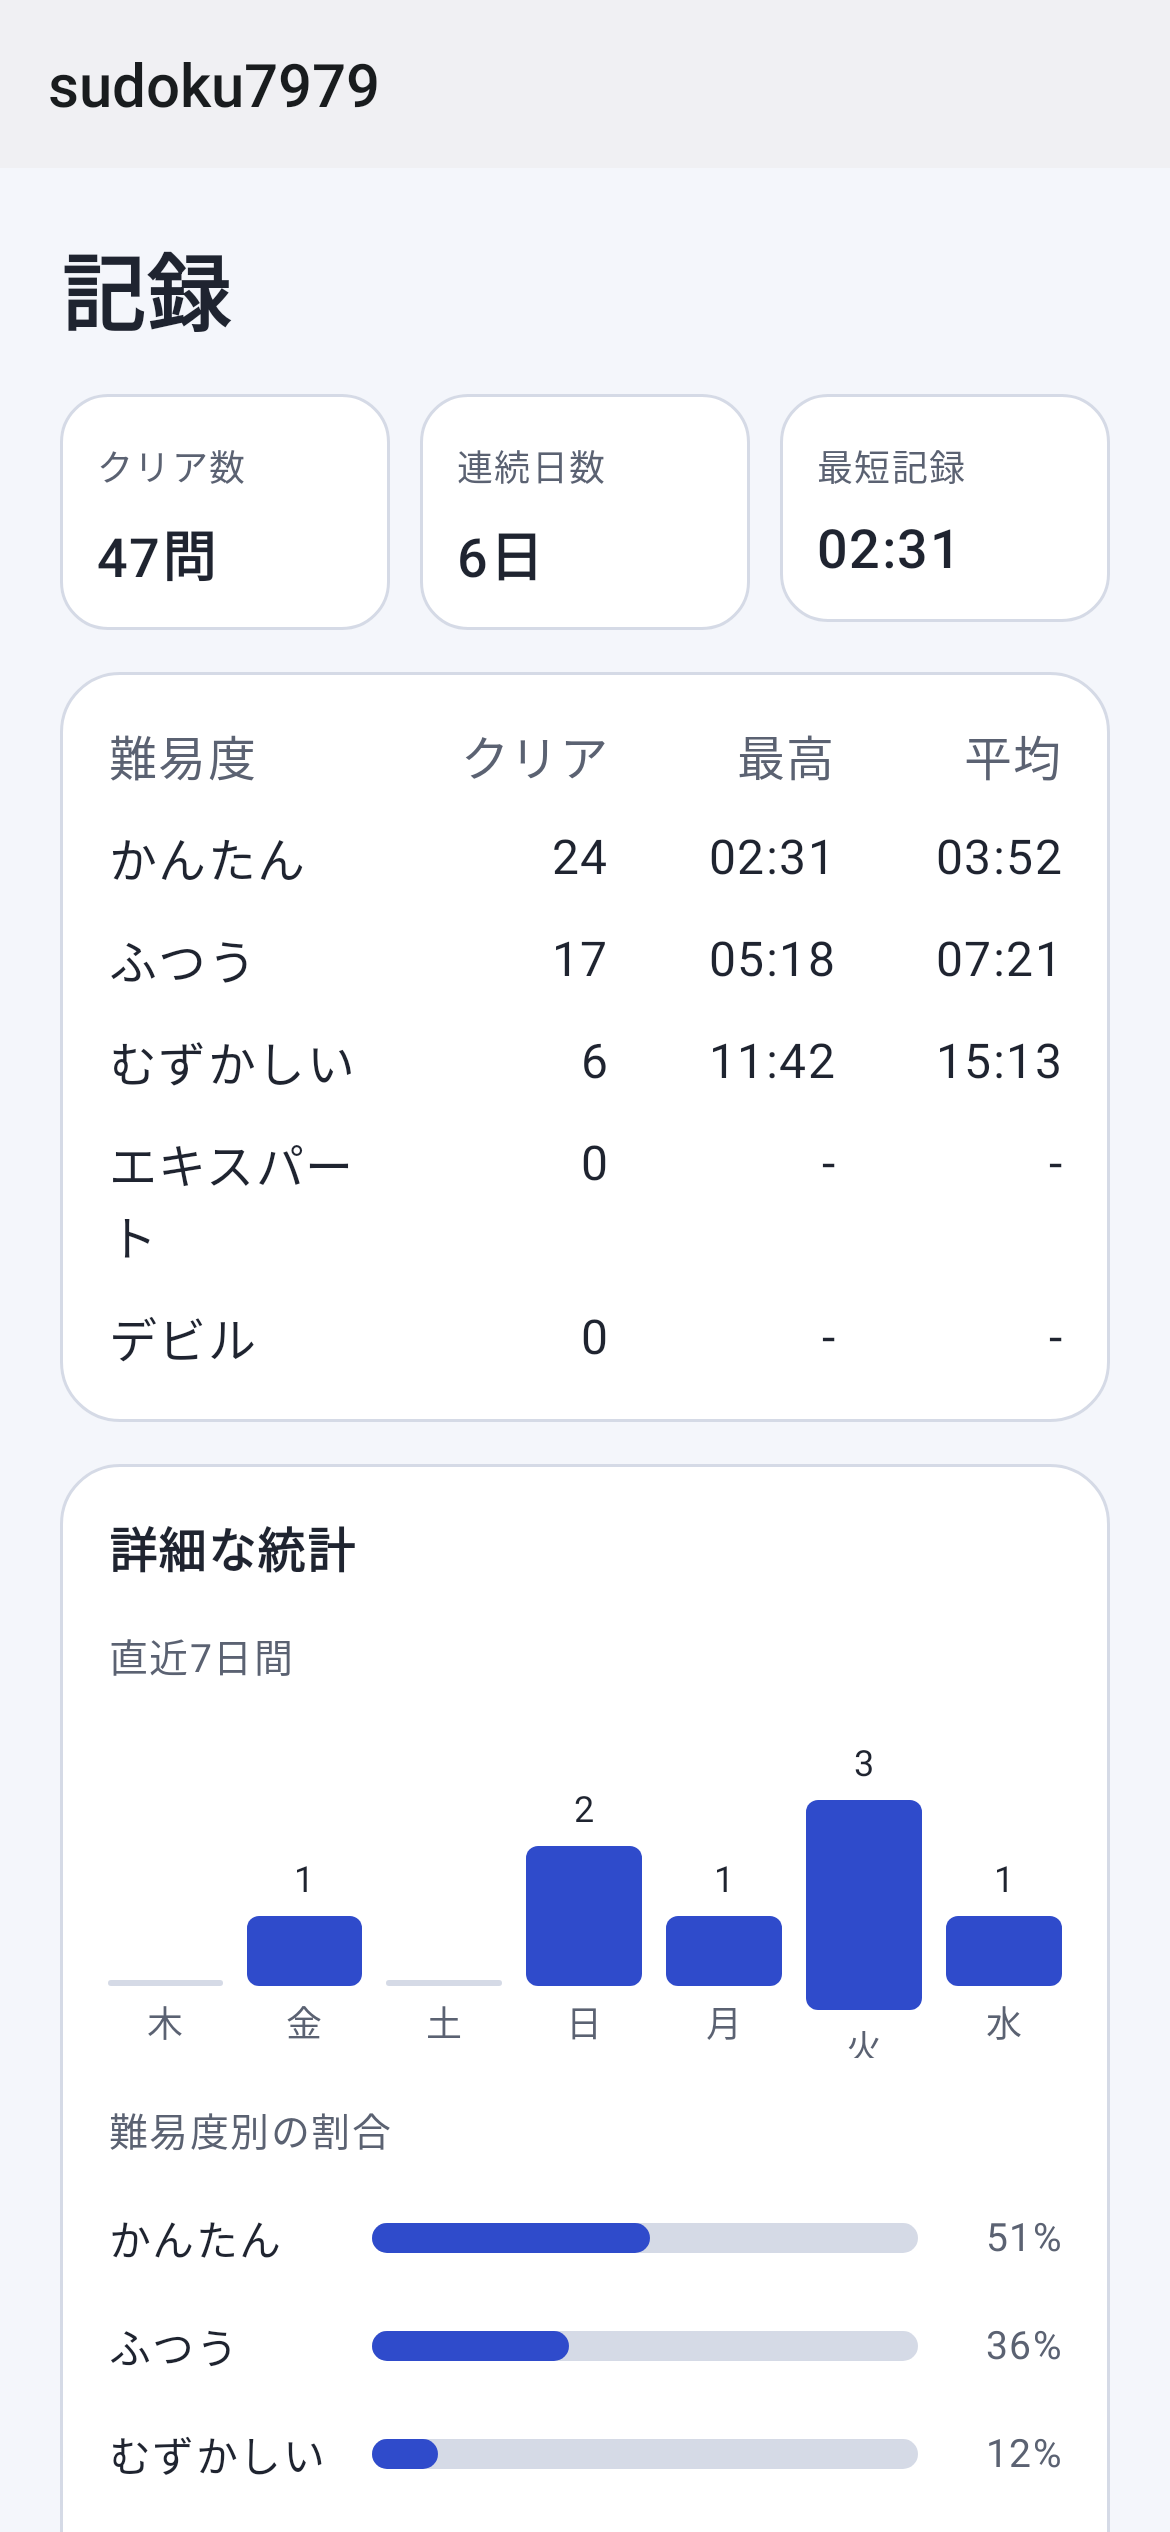 sudoku7979
記録
クリア数 連続日数 最短記録
47問 6日 02:31
難易度 クリア 最高 平均
かんたん 24 02:31 03:52
ふつう 17 05:18 07:21
むずかしい 6 11:42 15:13
エキスパー 0 - -
ト
デビル 0 - -
詳細な統計
直近7日間
1 2 1 3 1
木 金 土 日 月 火 水
難易度別の割合
かんたん 51%
ふつう 36%
むずかしい 12%